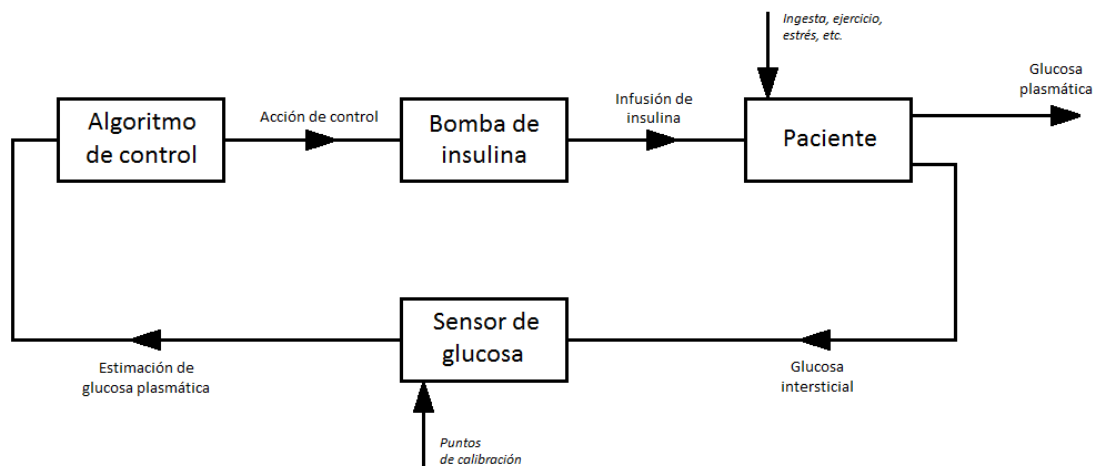 Ingesta, ejercicio,
estrés, etc.
Glucosa
plasmática
Algoritmo
de control
Acción de control
Bomba de
insulina
Infusión de
insulina
Paciente
Sensor de
glucosa
Estimación de
glucosa plasmática
Glucosa
intersticial
Puntos
de calibración